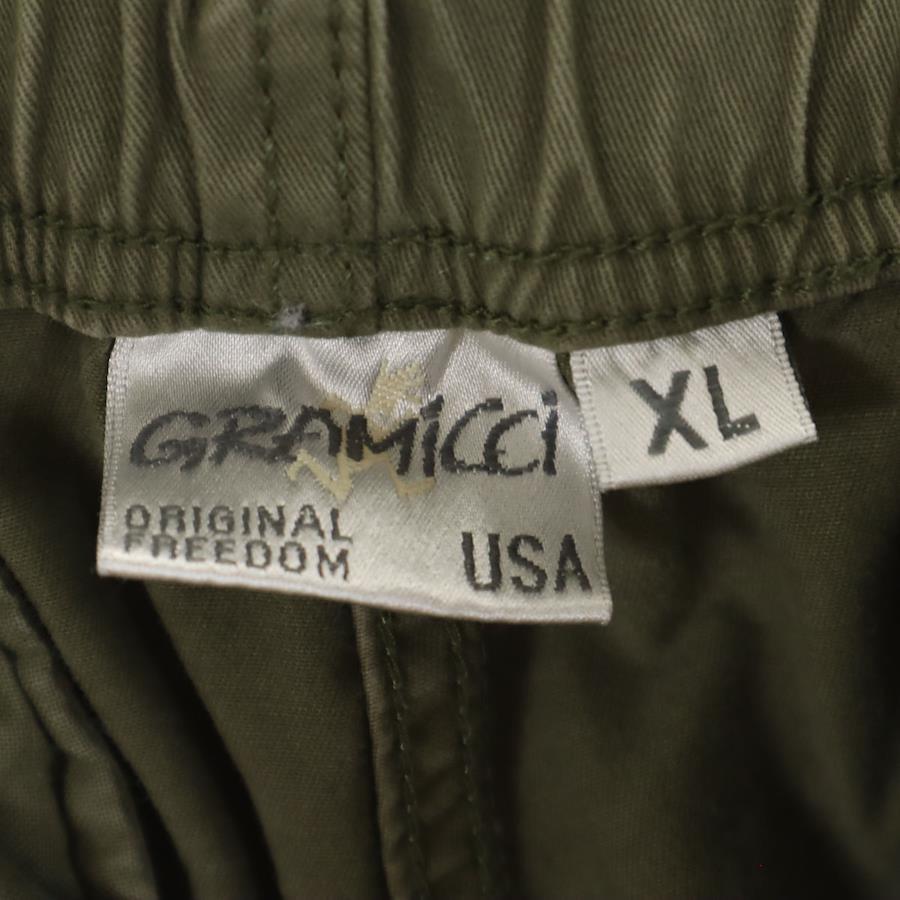 GRAMiCCi
XL
ORIGINAL
FREEDOM
USA